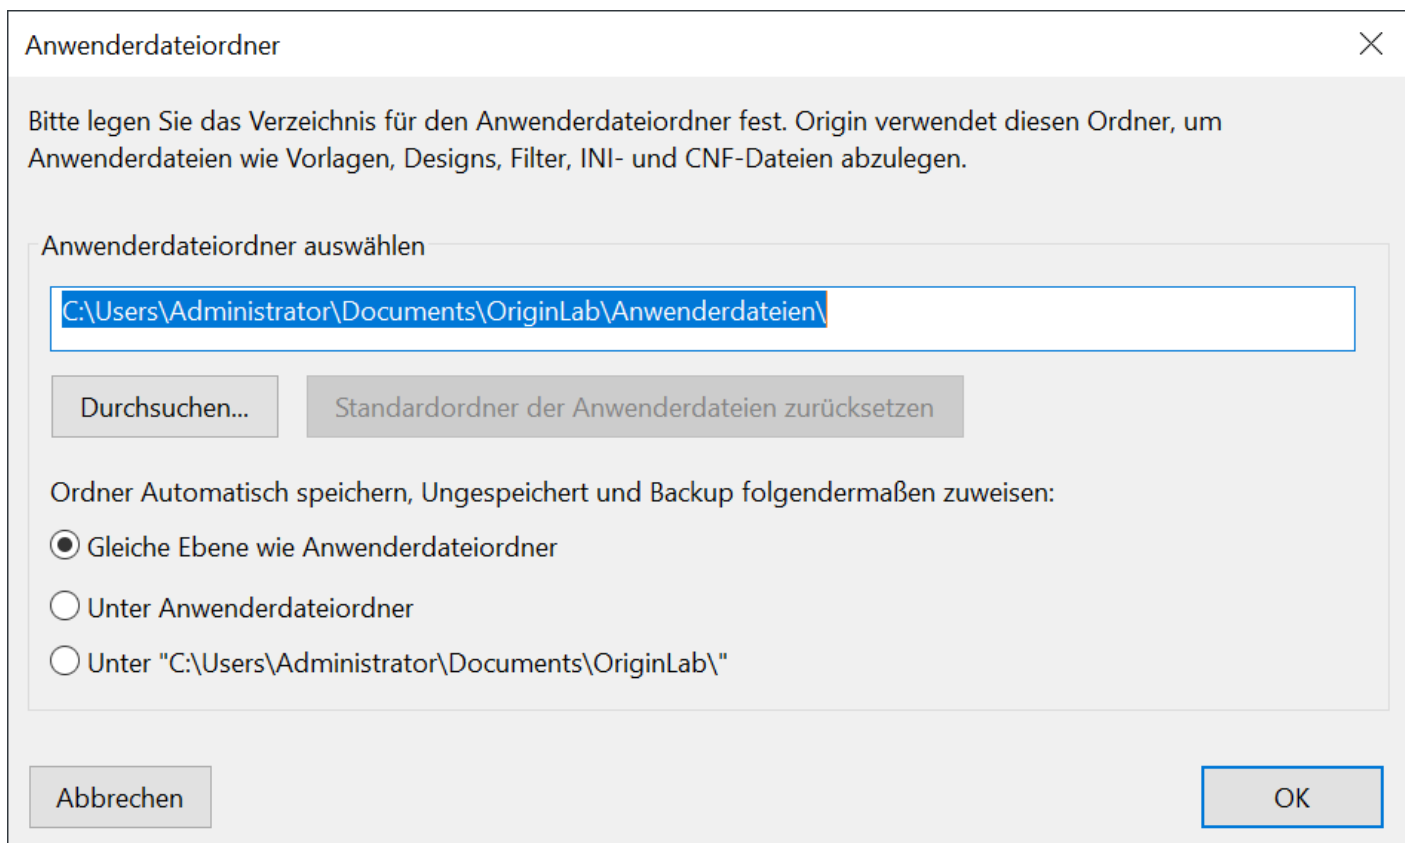 Anwenderdateiordner
Bitte legen Sie das Verzeichnis für den Anwenderdateiordner fest. Origin verwendet diesen Ordner, um
Anwenderdateien wie Vorlagen, Designs, Filter, INI- und CNF-Dateien abzulegen.
Anwenderdateiordner auswählen
C:\Users\Administrator\Documents\OriginLab\Anwenderdateien\
Durchsuchen... Standardordner der Anwenderdateien zurücksetzen
Ordner Automatisch speichern, Ungespeichert und Backup folgendermaßen zuweisen:
Gleiche Ebene wie Anwenderdateiordner
Unter Anwenderdateiordner
Unter "C:\Users\Administrator\Documents\OriginLab\"
Abbrechen OK